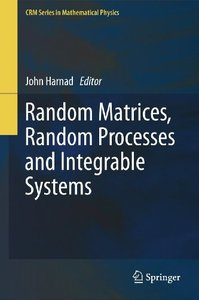 CRM Series in Mathematical Physics
John Harnad Editor
Random Matrices,
Random Processes
and Integrable
Systems
Springer